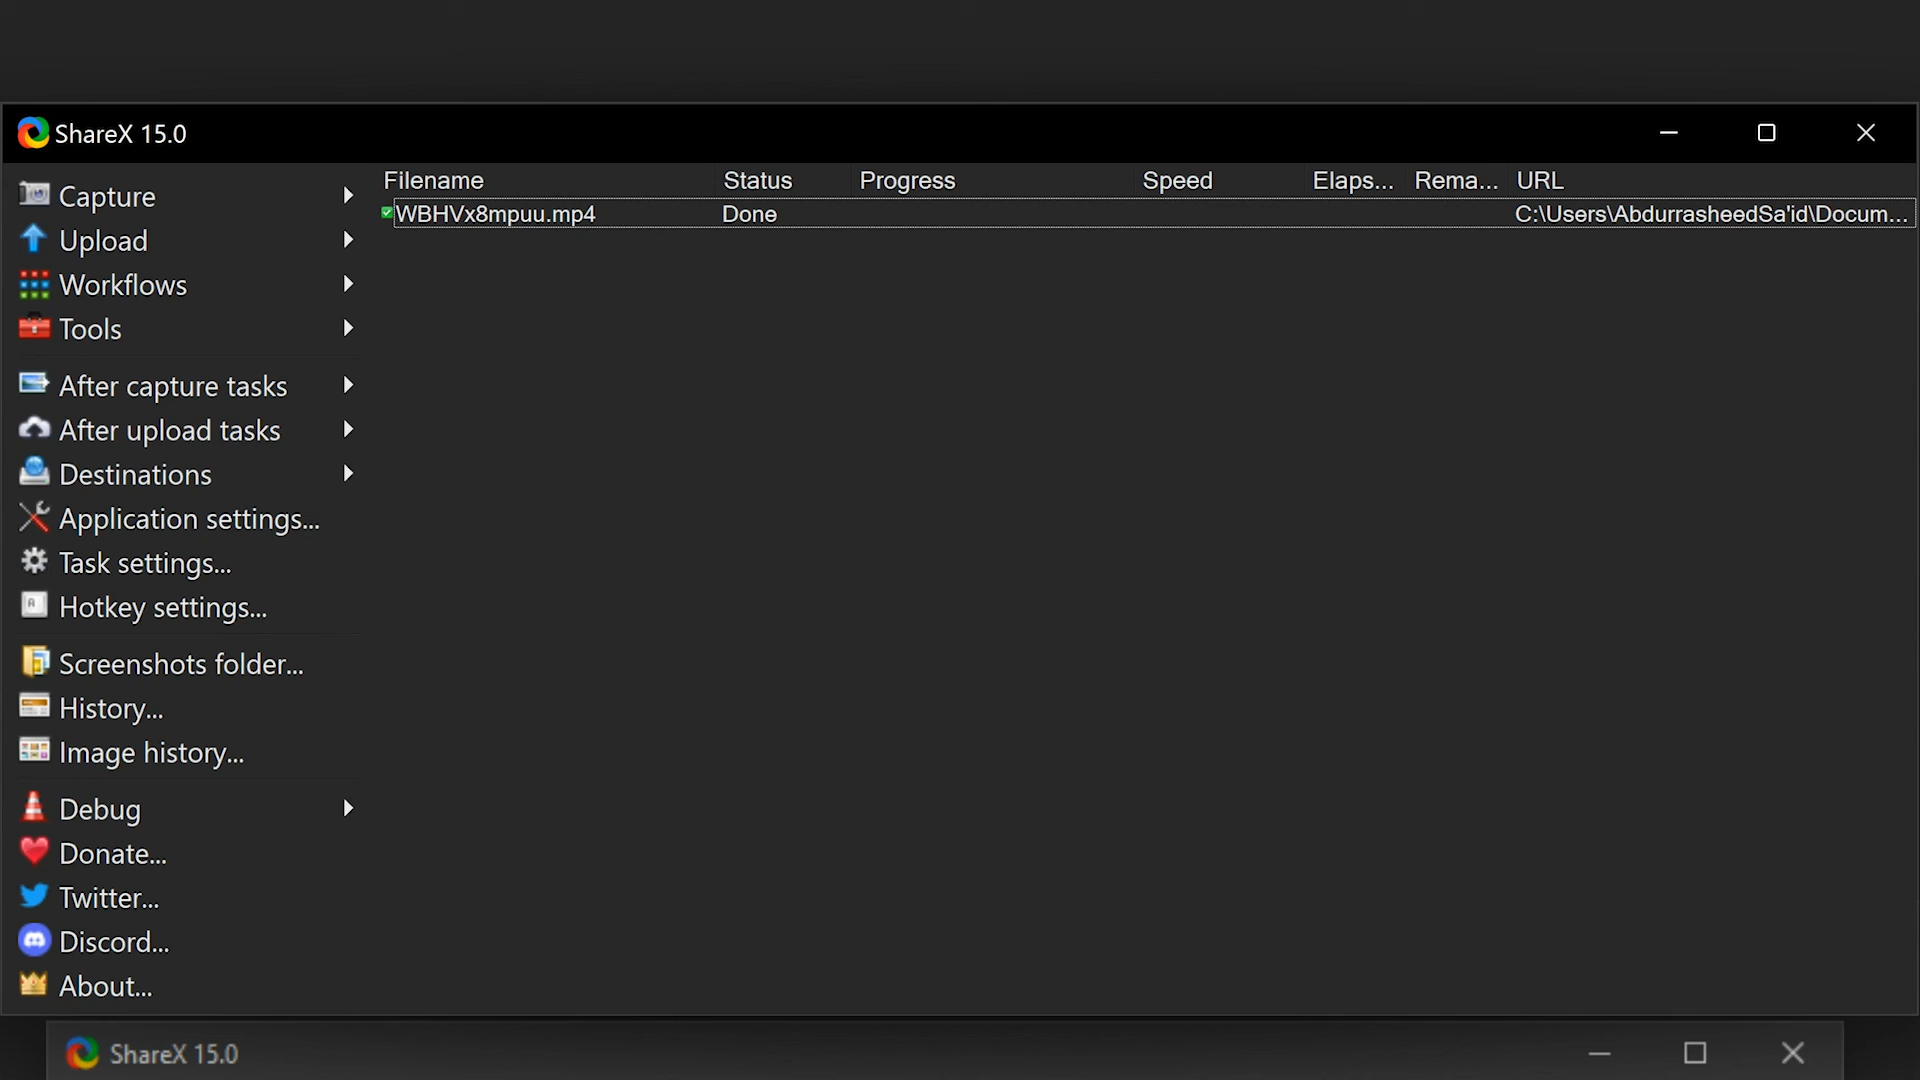 ShareX 15.0
Filename Status Progress Speed Elaps... Rema... URL
WBHVx8mpuu.mp4 Done C:\Users\AbdurrasheedSa'id\Docum...
Capture
Upload
Workflows
Tools
After capture tasks
After upload tasks
Destinations
Application settings...
Task settings...
Hotkey settings...
Screenshots folder...
History...
Image history...
Debug
Donate...
Twitter...
Discord...
About...
ShareX 15.0